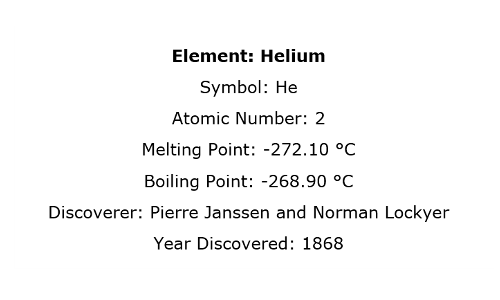 Element: Helium
Symbol: He
Atomic Number: 2
Melting Point: -272.10 °C
Boiling Point: -268.90 °C
Discoverer: Pierre Janssen and Norman Lockyer
Year Discovered: 1868